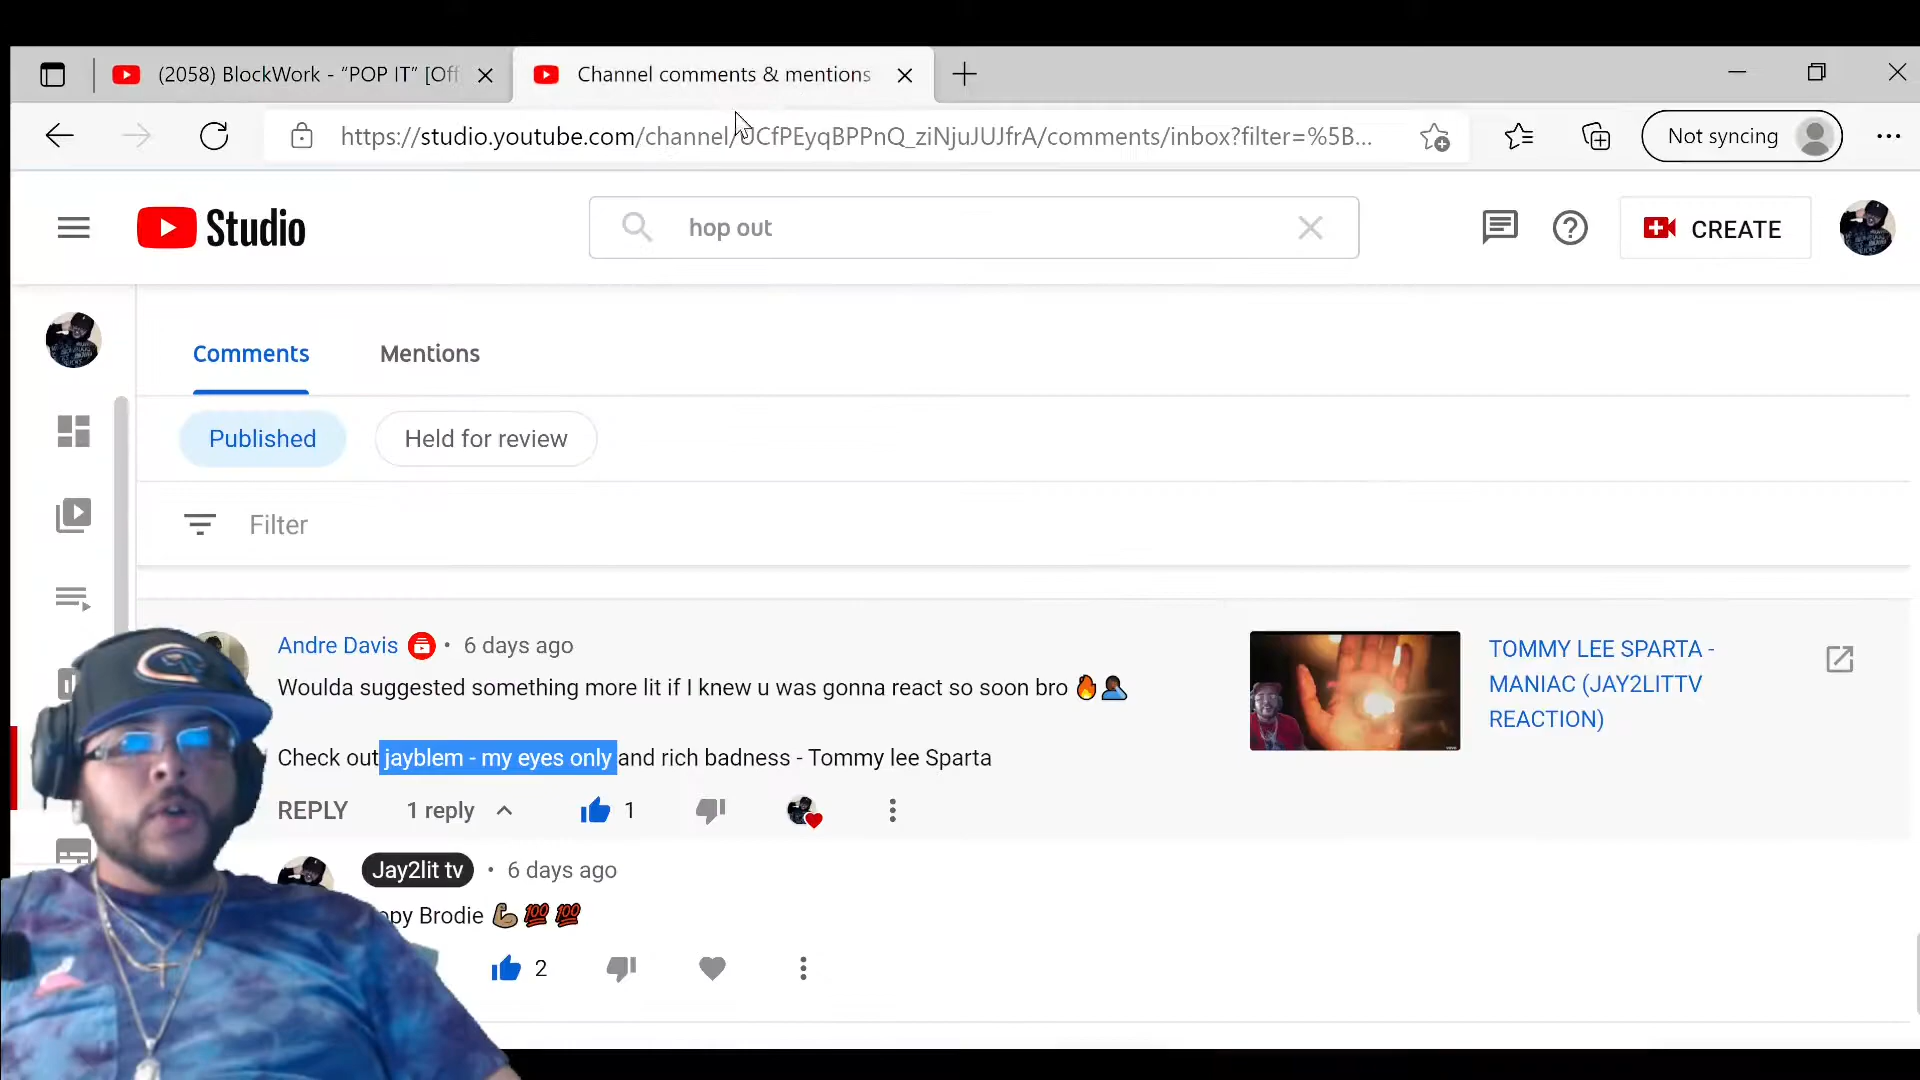 (2058) BlockWork - “POP IT” [Off
Channel comments & mentions
https://studio.youtube.com/channel/UCfPEyqBPPnQ_ziNjuJUJfrA/comments/inbox?filter=%5B...
Not syncing
Studio
hop out
CREATE
Comments
Mentions
Published
Held for review
Filter
Andre Davis • 6 days ago
Woulda suggested something more lit if I knew u was gonna react so soon bro 🔥🤦🏿‍♂️
Check out jayblem - my eyes only and rich badness - Tommy lee Sparta
REPLY 1 reply 1
TOMMY LEE SPARTA -
MANIAC (JAY2LITTV
REACTION)
Jay2lit tv • 6 days ago
Brodie 💪🏽💯💯
2